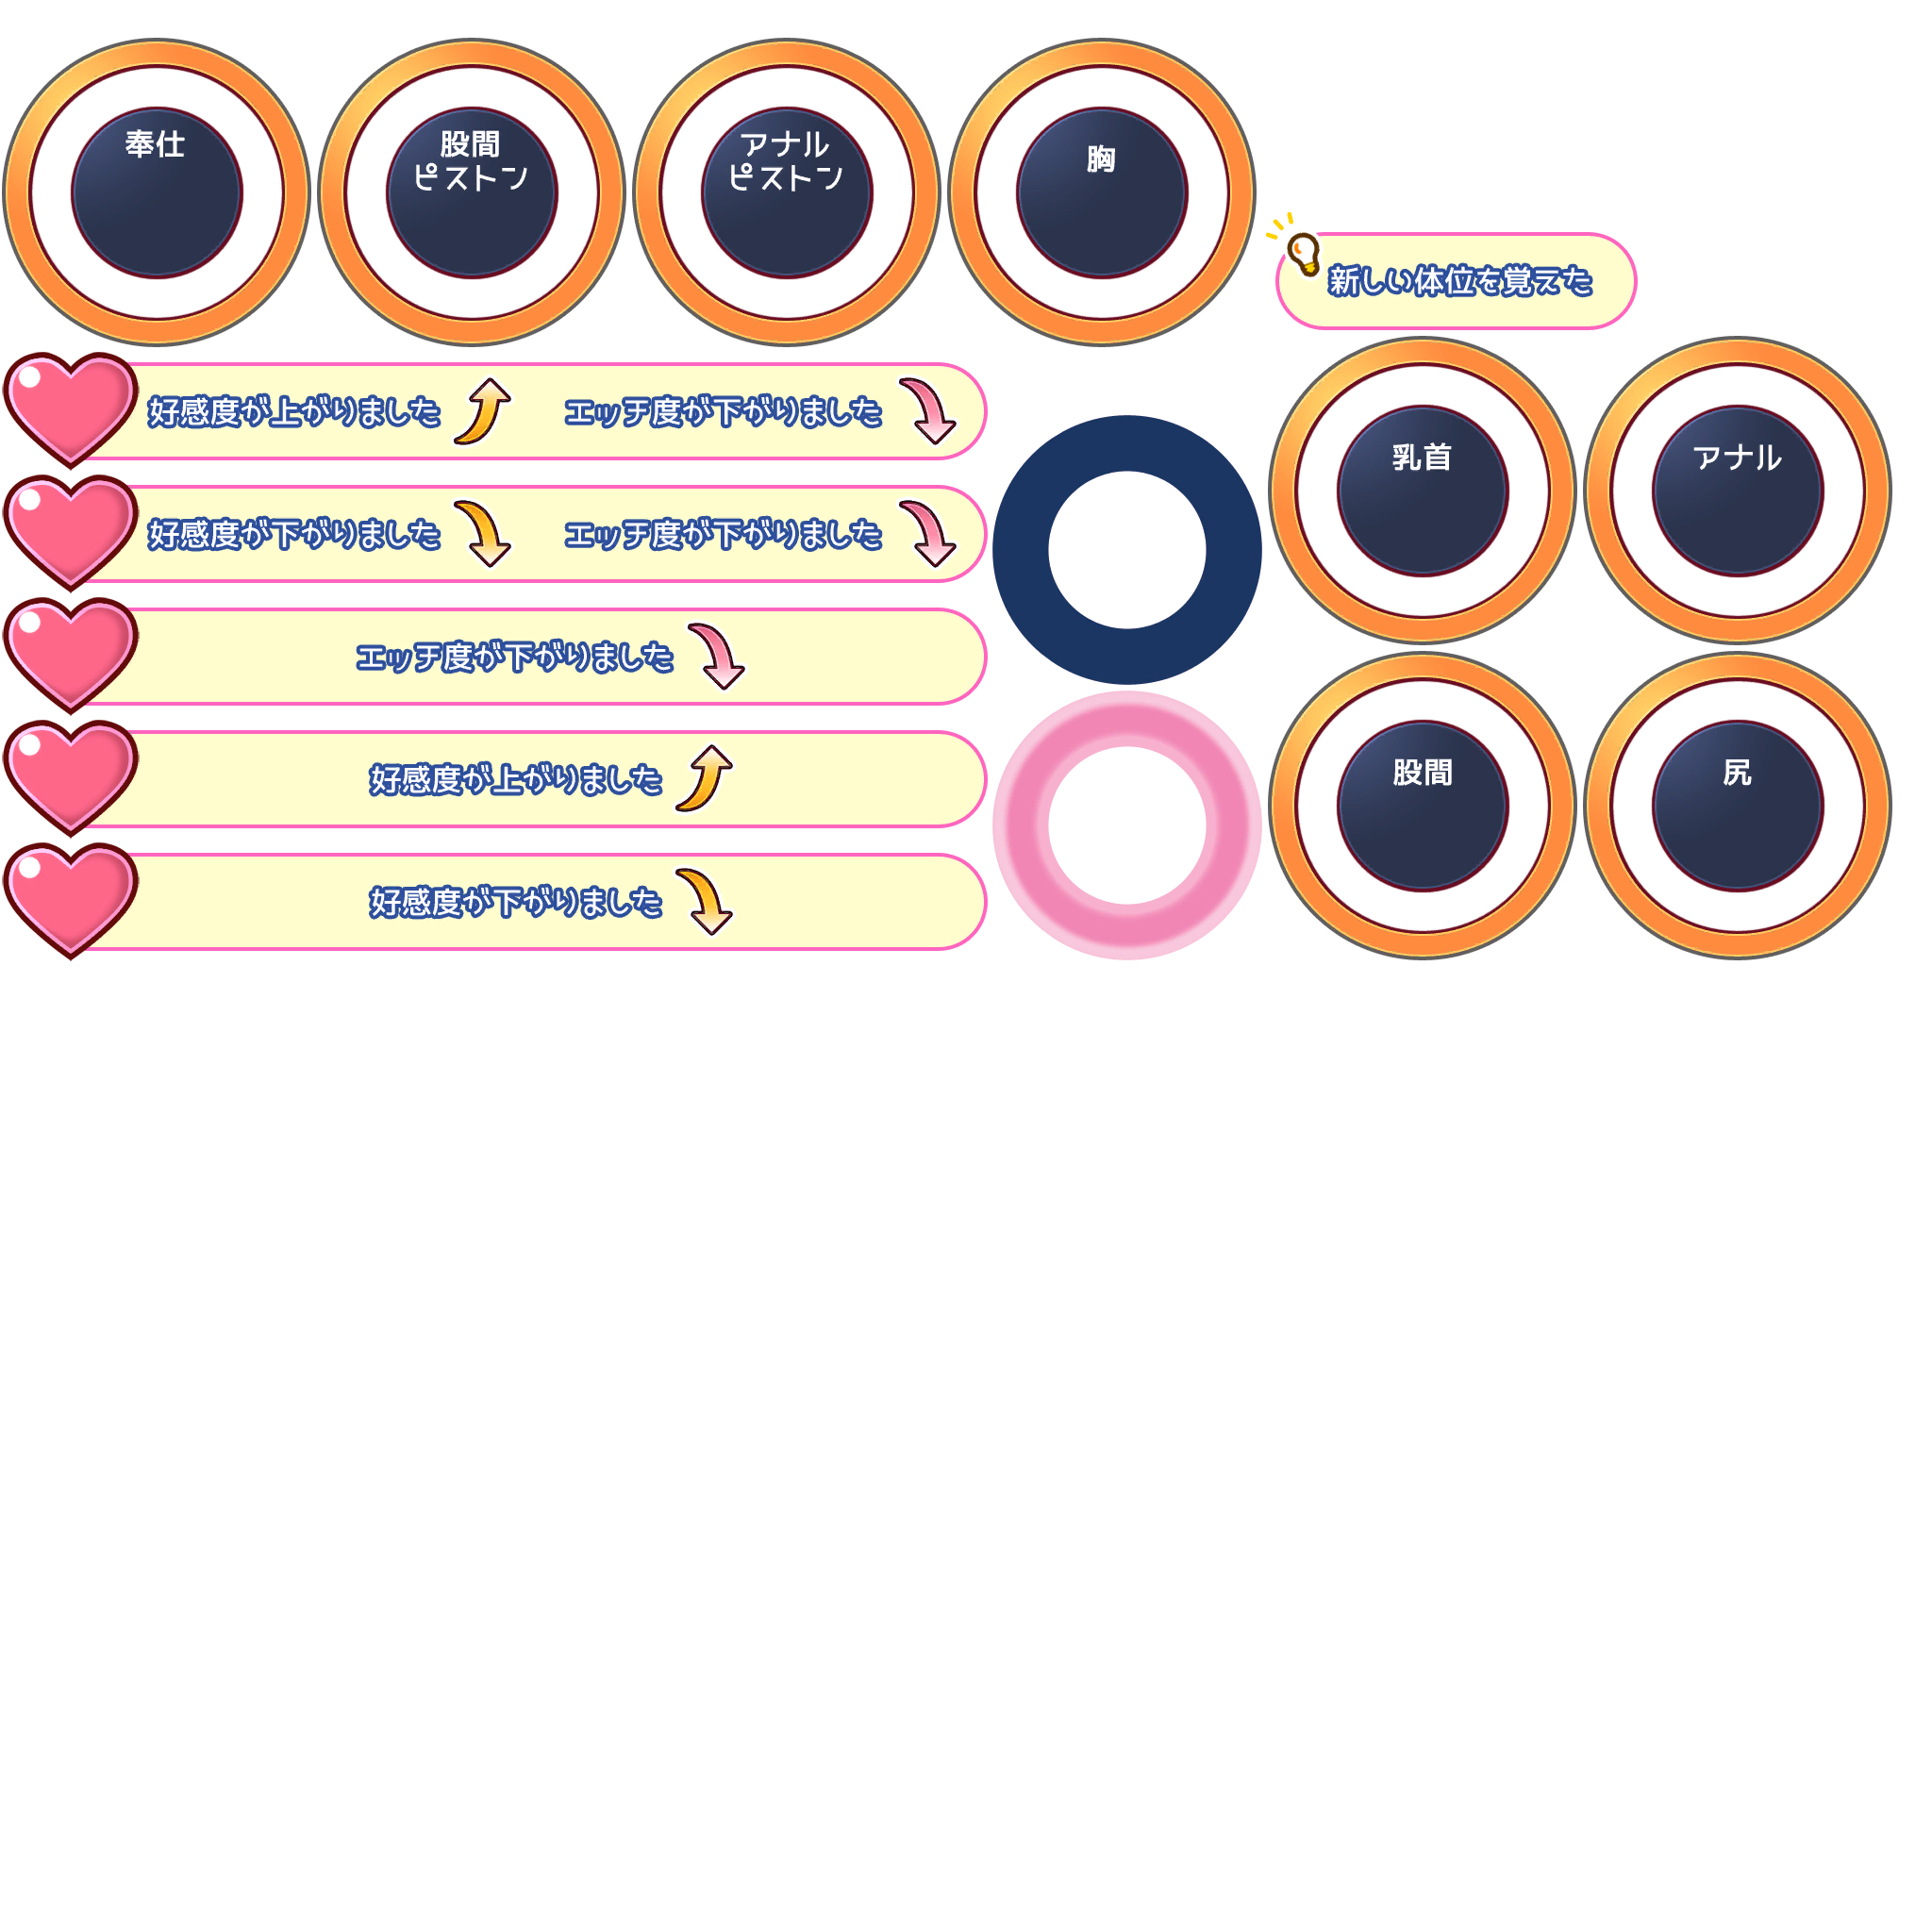 奉仕
股間
ピストン
アナル
ピストン
胸
新しい体位を覚えた
好感度が上がりました
エッチ度が下がりました
好感度が下がりました
エッチ度が下がりました
エッチ度が下がりました
好感度が上がりました
好感度が下がりました
乳首
アナル
股間
尻